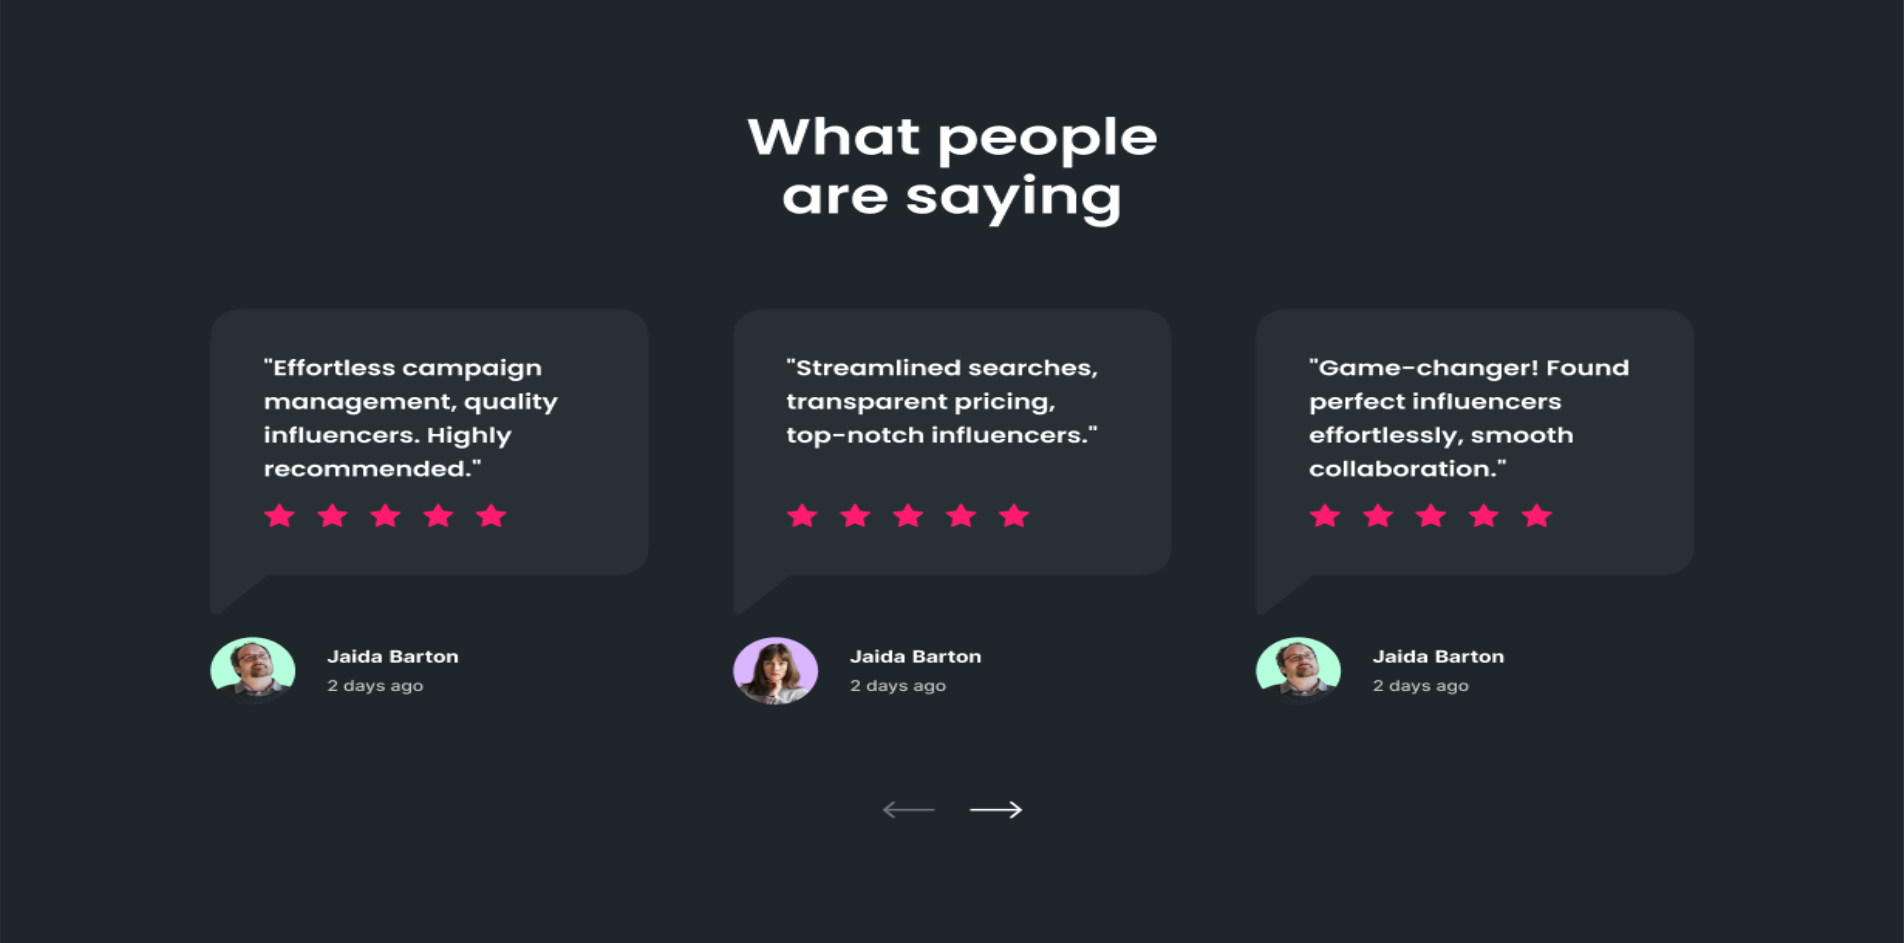 What people
are saying
"Effortless campaign
management, quality
influencers. Highly
recommended."
Jaida Barton
2 days ago
"Streamlined searches,
transparent pricing,
top-notch influencers."
Jaida Barton
2 days ago
"Game-changer! Found
perfect influencers
effortlessly, smooth
collaboration."
Jaida Barton
2 days ago